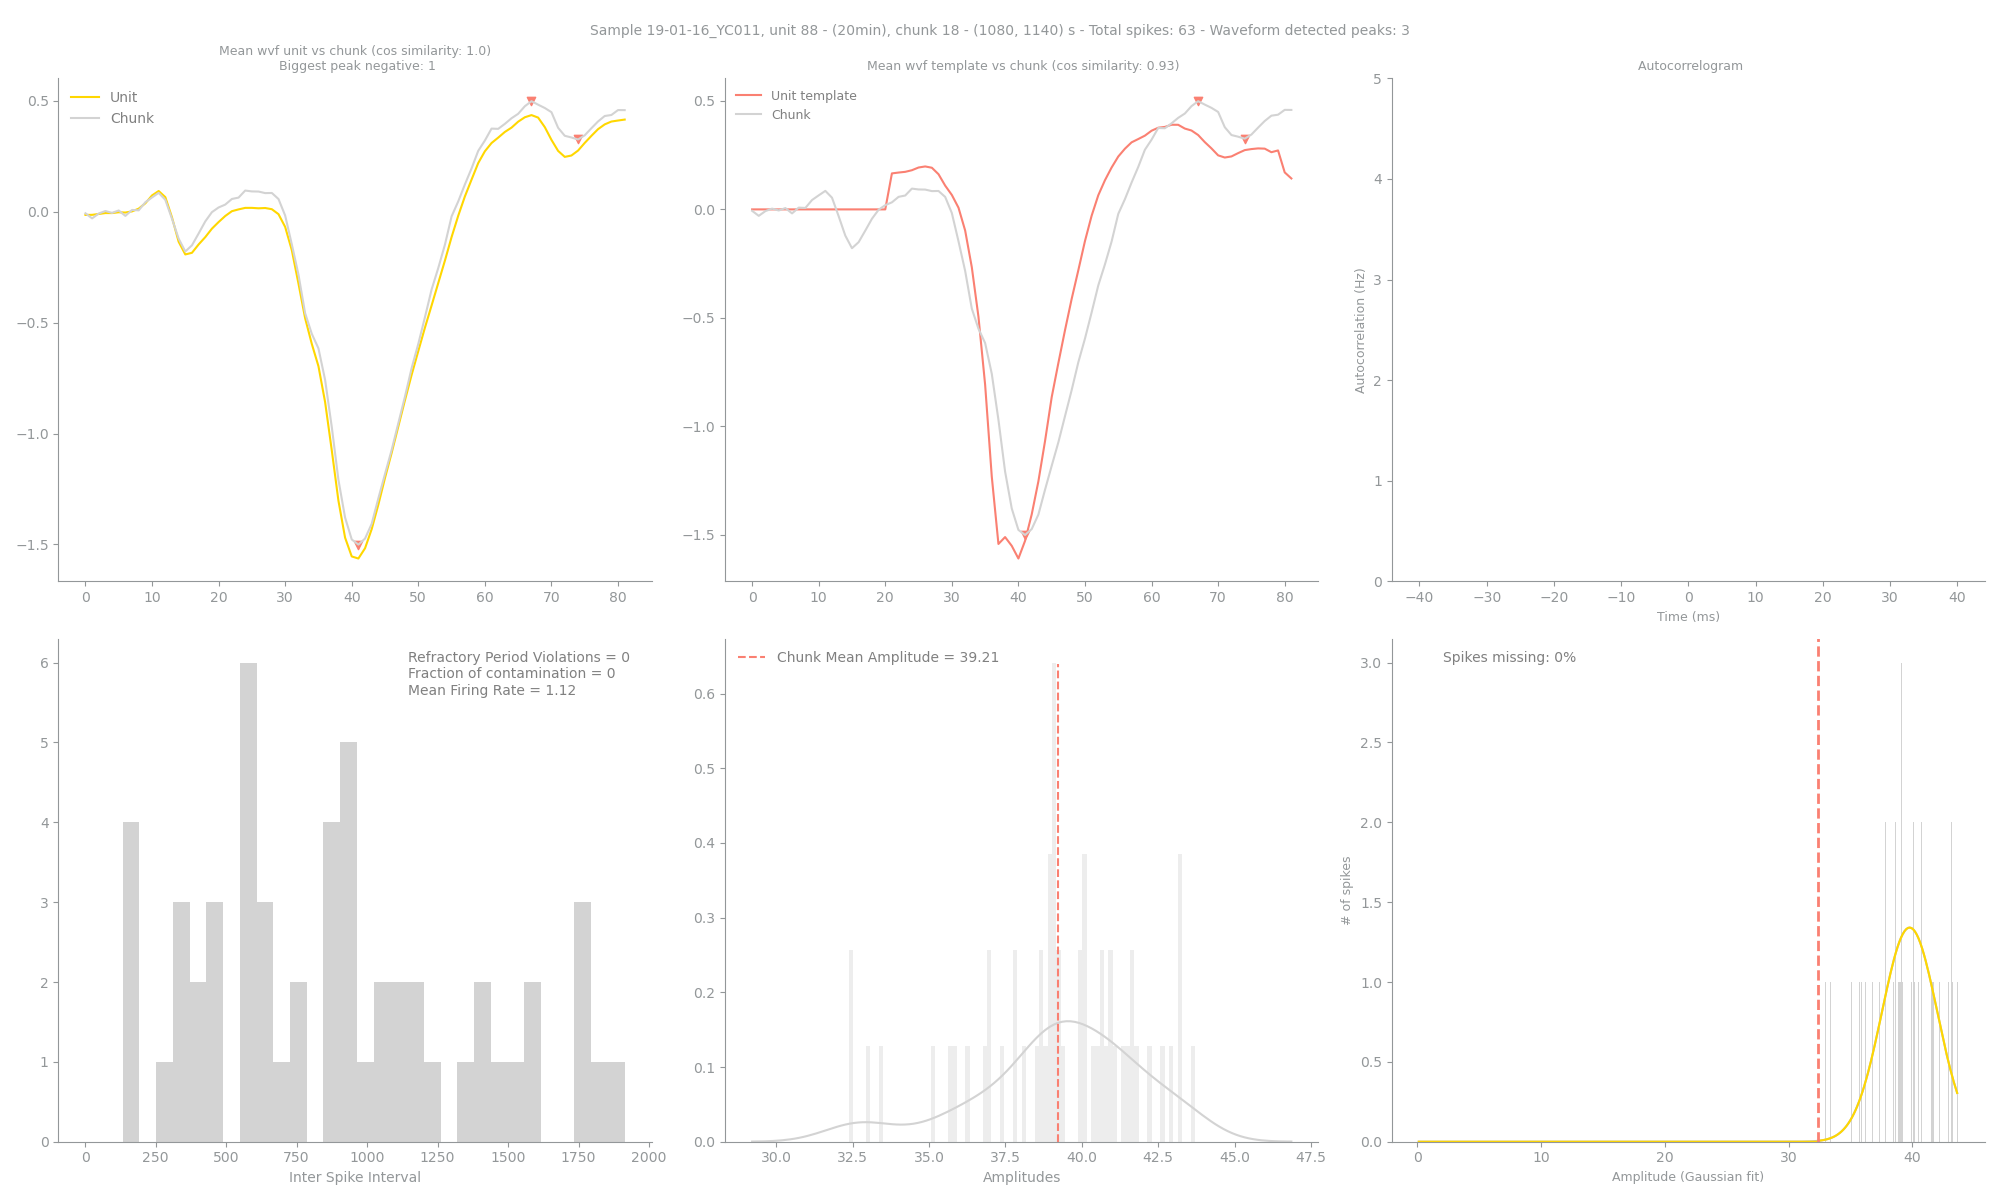 Sample 19-01-16_YC011, unit 88 - (20min), chunk 18 - (1080, 1140) s - Total spikes: 63 - Waveform detected peaks: 3
Mean wvf unit vs chunk (cos similarity: 1.0)
Biggest peak negative: 1
Unit
Chunk
0.5
0.0
−0.5
−1.0
−1.5
0 10 20 30 40 50 60 70 80
Mean wvf template vs chunk (cos similarity: 0.93)
Unit template
Chunk
0.5
0.0
−0.5
−1.0
−1.5
0 10 20 30 40 50 60 70 80
Autocorrelogram
5
4
3
2
1
0
Autocorrelation (Hz)
−40 −30 −20 −10 0 10 20 30 40
Time (ms)
Refractory Period Violations = 0
Fraction of contamination = 0
Mean Firing Rate = 1.12
6
5
4
3
2
1
0
0 250 500 750 1000 1250 1500 1750 2000
Inter Spike Interval
Chunk Mean Amplitude = 39.21
0.6
0.5
0.4
0.3
0.2
0.1
0.0
30.0 32.5 35.0 37.5 40.0 42.5 45.0 47.5
Amplitudes
Spikes missing: 0%
3.0
2.5
2.0
1.5
1.0
0.5
0.0
# of spikes
0 10 20 30 40
Amplitude (Gaussian fit)